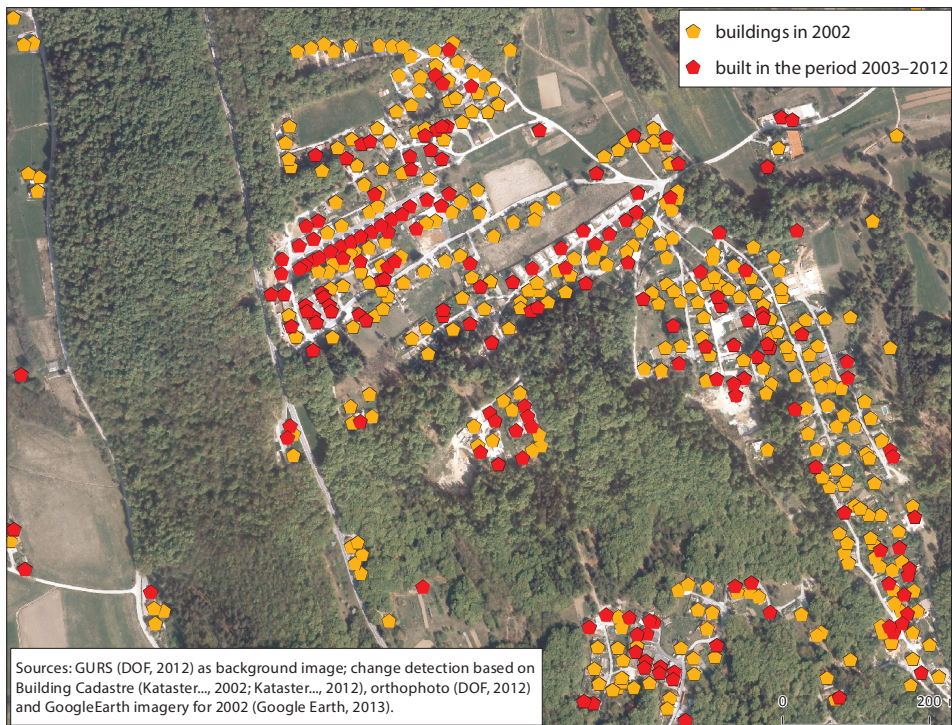 buildings in 2002
built in the period 2003–2012
Sources: GURS (DOF, 2012) as background image; change detection based on
Building Cadastre (Kataster..., 2002; Kataster..., 2012), orthophoto (DOF, 2012)
and GoogleEarth imagery for 2002 (Google Earth, 2013).
0 200